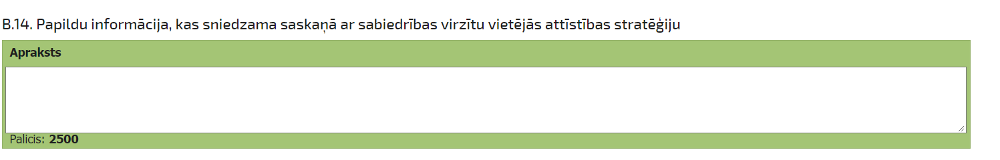 B.14. Papildu informācija, kas sniedzama saskaņā ar sabiedrības virzītu vietējās attīstības stratēģiju
Apraksts
Palicis: 2500